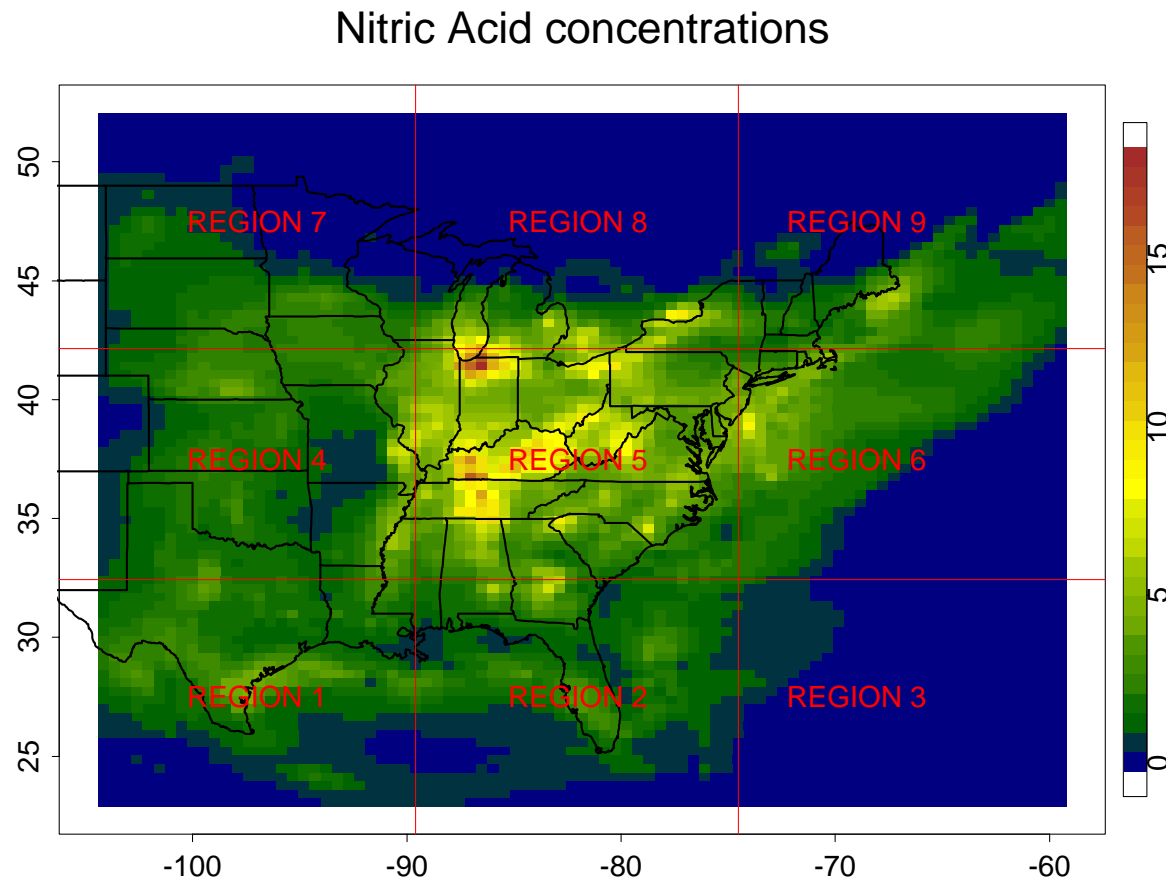 Nitric Acid concentrations
REGION 7
REGION 8
REGION 9
REGION 4
REGION 5
REGION 6
REGION 1
REGION 2
REGION 3
50
45
40
35
30
25
-100
-90
-80
-70
-60
15
10
5
0